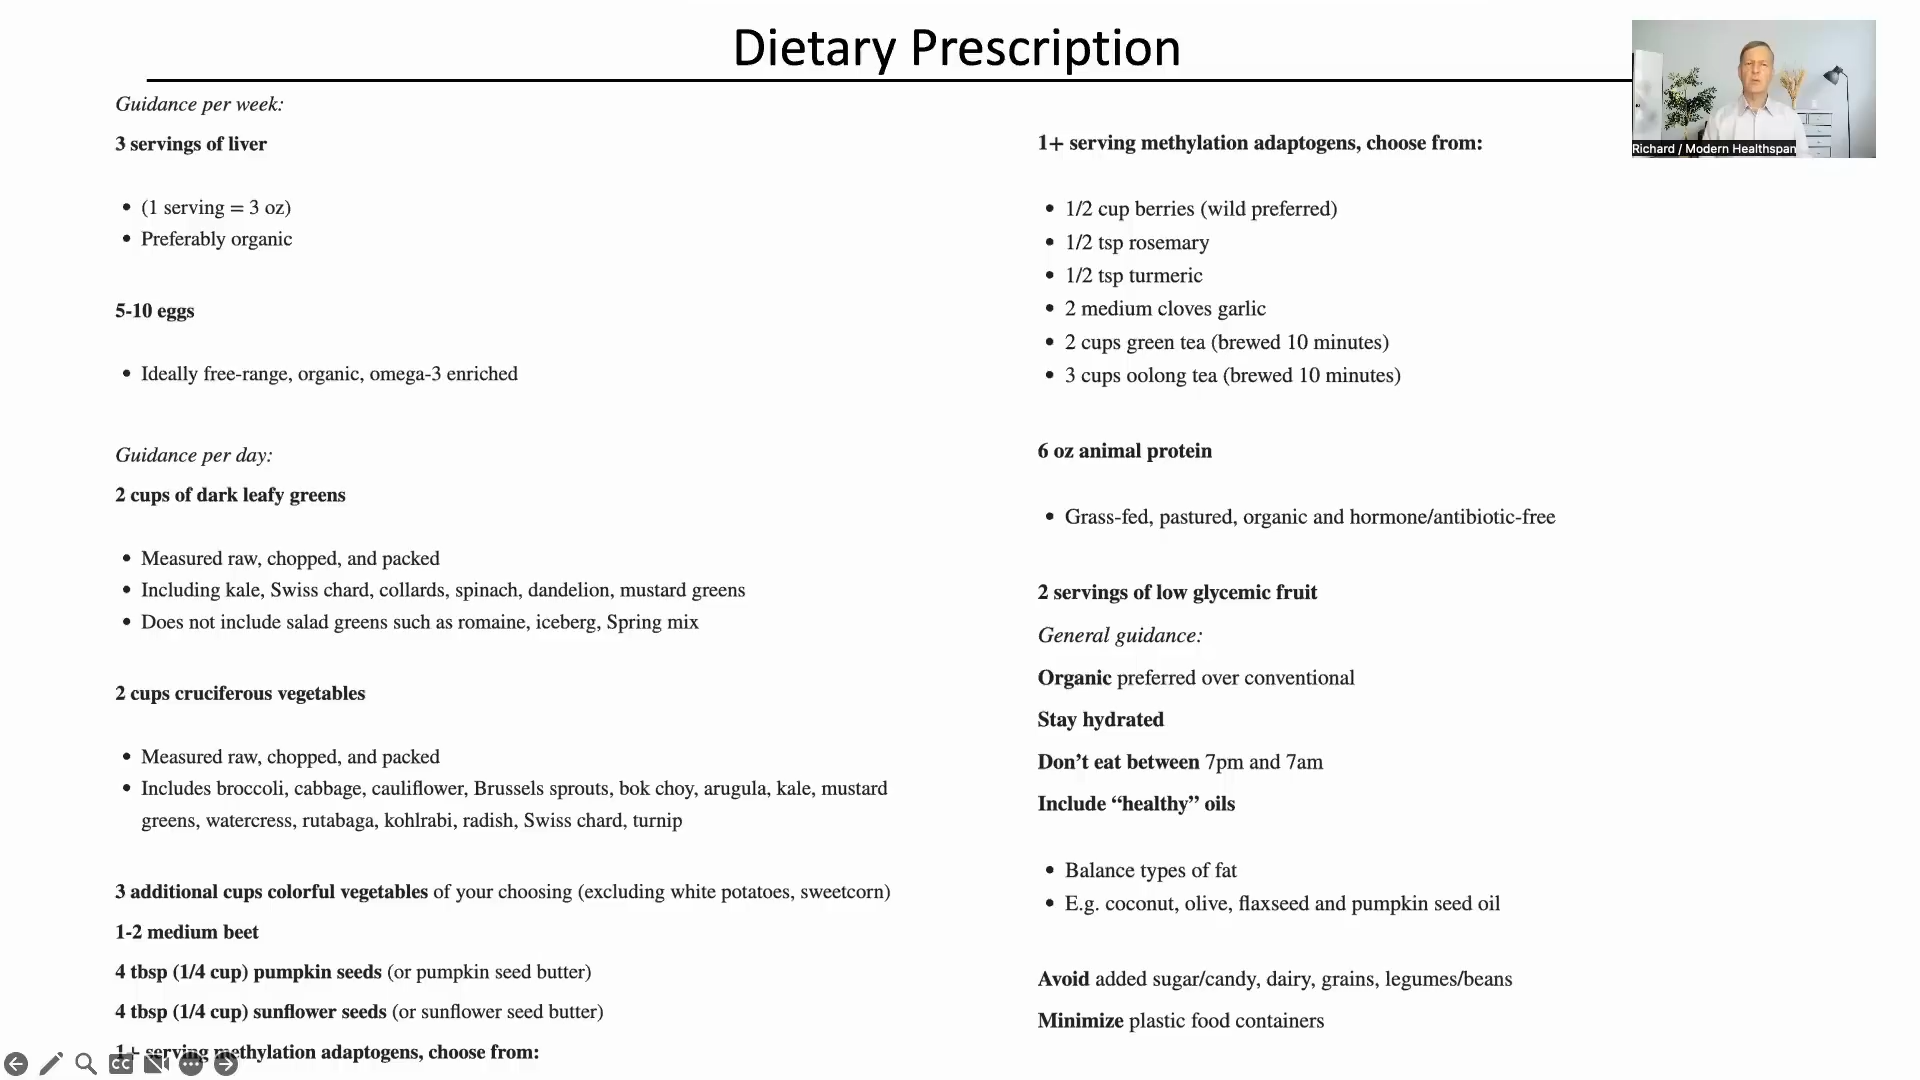 Dietary Prescription
Guidance per week:
3 servings of liver
• (1 serving = 3 oz)
• Preferably organic
5-10 eggs
• Ideally free-range, organic, omega-3 enriched
Guidance per day:
2 cups of dark leafy greens
• Measured raw, chopped, and packed
• Including kale, Swiss chard, collards, spinach, dandelion, mustard greens
• Does not include salad greens such as romaine, iceberg, Spring mix
2 cups cruciferous vegetables
• Measured raw, chopped, and packed
• Includes broccoli, cabbage, cauliflower, Brussels sprouts, bok choy, arugula, kale, mustard
greens, watercress, rutabaga, kohlrabi, radish, Swiss chard, turnip
3 additional cups colorful vegetables of your choosing (excluding white potatoes, sweetcorn)
1-2 medium beet
4 tbsp (1/4 cup) pumpkin seeds (or pumpkin seed butter)
4 tbsp (1/4 cup) sunflower seeds (or sunflower seed butter)
1+ serving methylation adaptogens, choose from:
CC
1+ serving methylation adaptogens, choose from:
• 1/2 cup berries (wild preferred)
• 1/2 tsp rosemary
• 1/2 tsp turmeric
• 2 medium cloves garlic
• 2 cups green tea (brewed 10 minutes)
• 3 cups oolong tea (brewed 10 minutes)
6 oz animal protein
• Grass-fed, pastured, organic and hormone/antibiotic-free
2 servings of low glycemic fruit
General guidance:
Organic preferred over conventional
Stay hydrated
Don’t eat between 7pm and 7am
Include “healthy” oils
• Balance types of fat
• E.g. coconut, olive, flaxseed and pumpkin seed oil
Avoid added sugar/candy, dairy, grains, legumes/beans
Minimize plastic food containers
Richard / Modern Healthspan